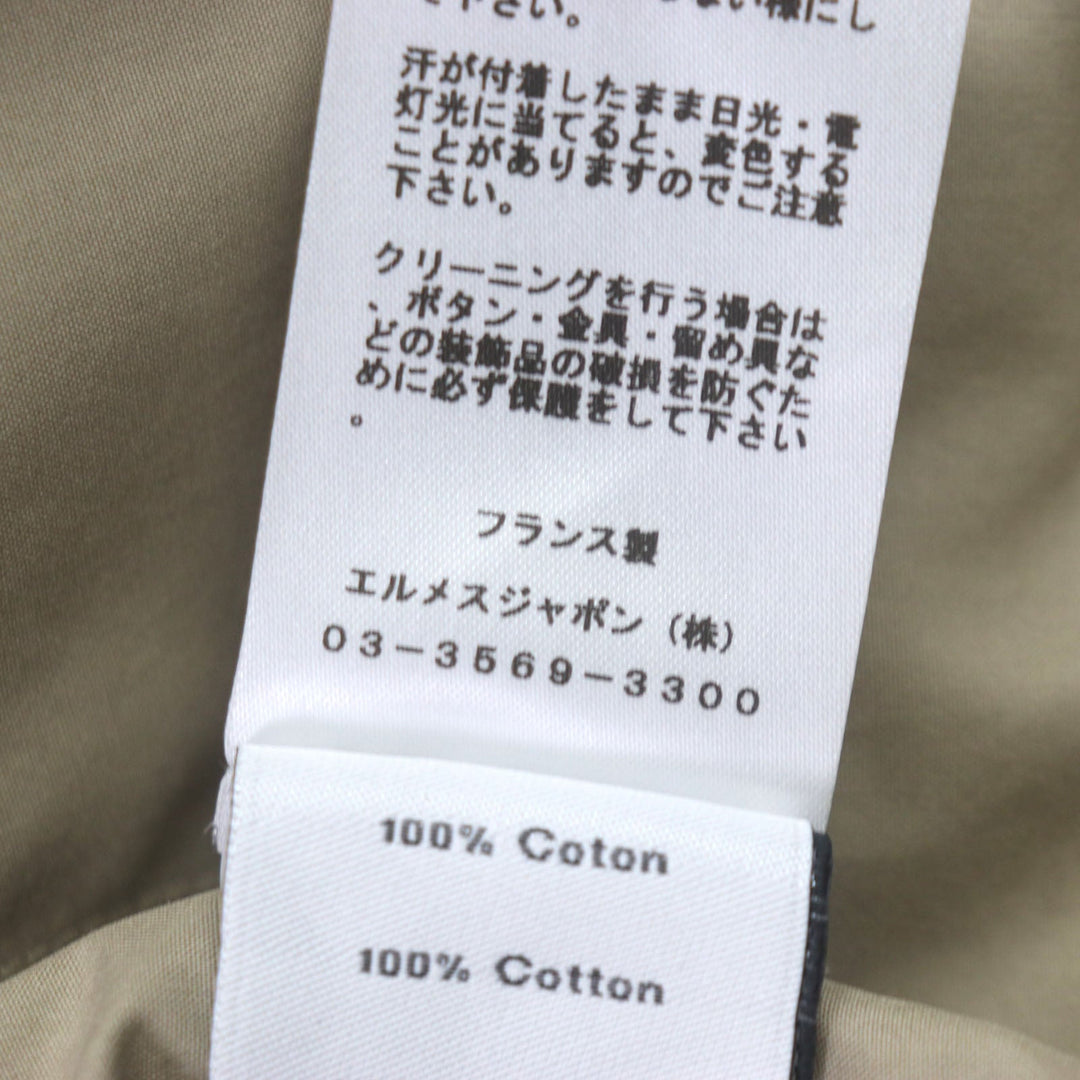 て下さい。
汗が付着したまま日光・電
灯光に当てると、変色する
ことがありますのでご注意
下さい。
クリーニングを行う場合は
、ボタン・金具・留め具な
どの装飾品の破損を防ぐた
めに必ず保護をして下さい
。
フランス製
エルメスジャポン（株）
03－3569－3300
100% Coton
100% Cotton